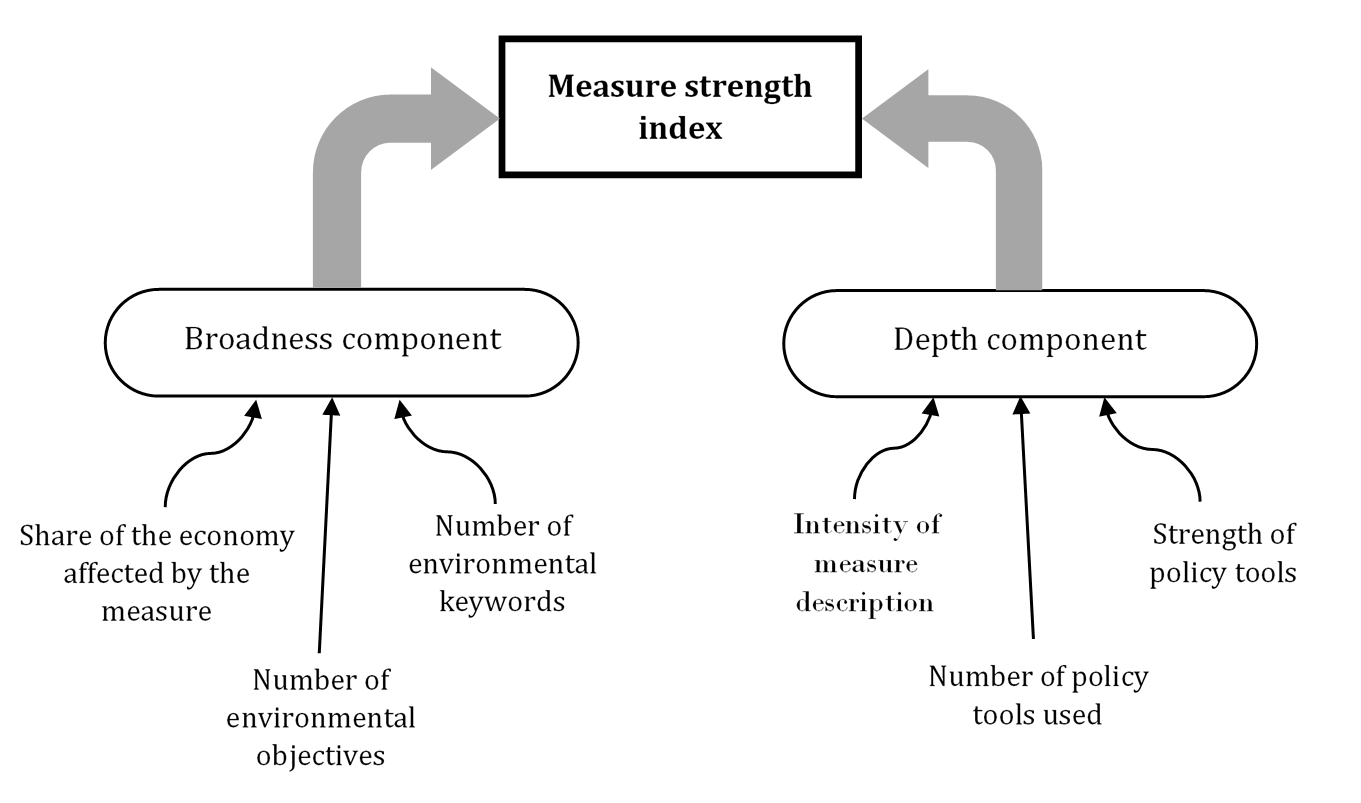 Measure strength
index
Broadness component
Depth component
Share of the economy
affected by the
measure
Number of
environmental
objectives
Number of
environmental
keywords
Intensity of
measure
description
Number of policy
tools used
Strength of
policy tools